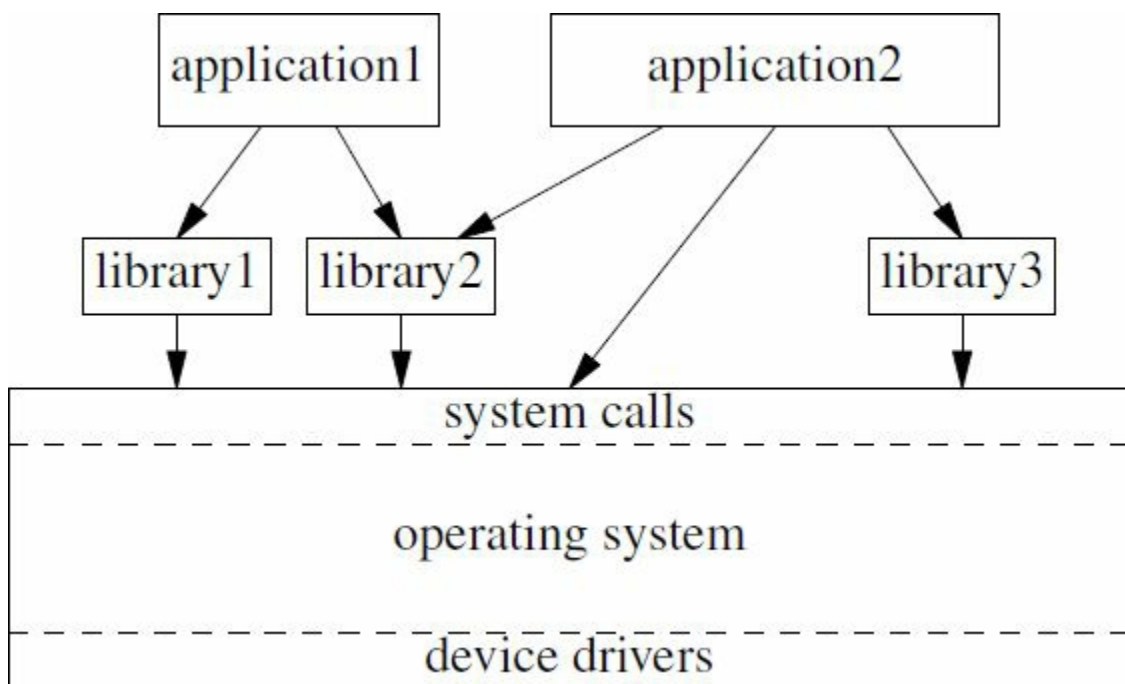 application1
application2
library1
library2
library3
system calls
operating system
device drivers